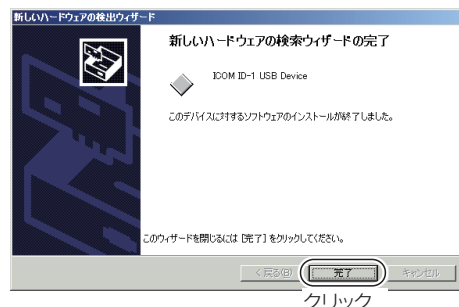 新しいハードウェアの検出ウィザード
新しいハードウェアの検索ウィザードの完了
ICOM ID-1 USB Device
このデバイスに対するソフトウェアのインストールが終了しました。
このウィザードを閉じるには [完了] をクリックしてください。
< 戻る(B)
完了
キャンセル
クリック